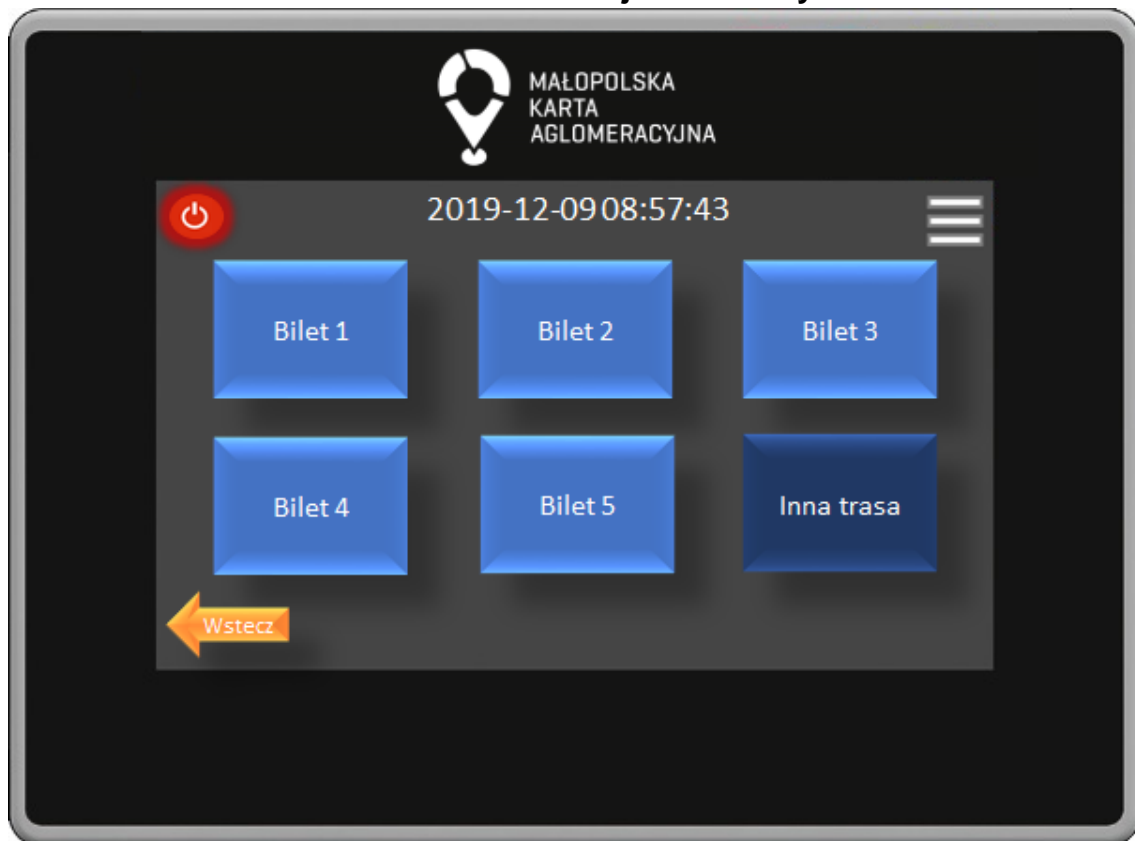 MAŁOPOLSKA
KARTA
AGLOMERACYJNA
2019-12-09 08:57:43
Bilet 1
Bilet 2
Bilet 3
Bilet 4
Bilet 5
Inna trasa
Wstecz